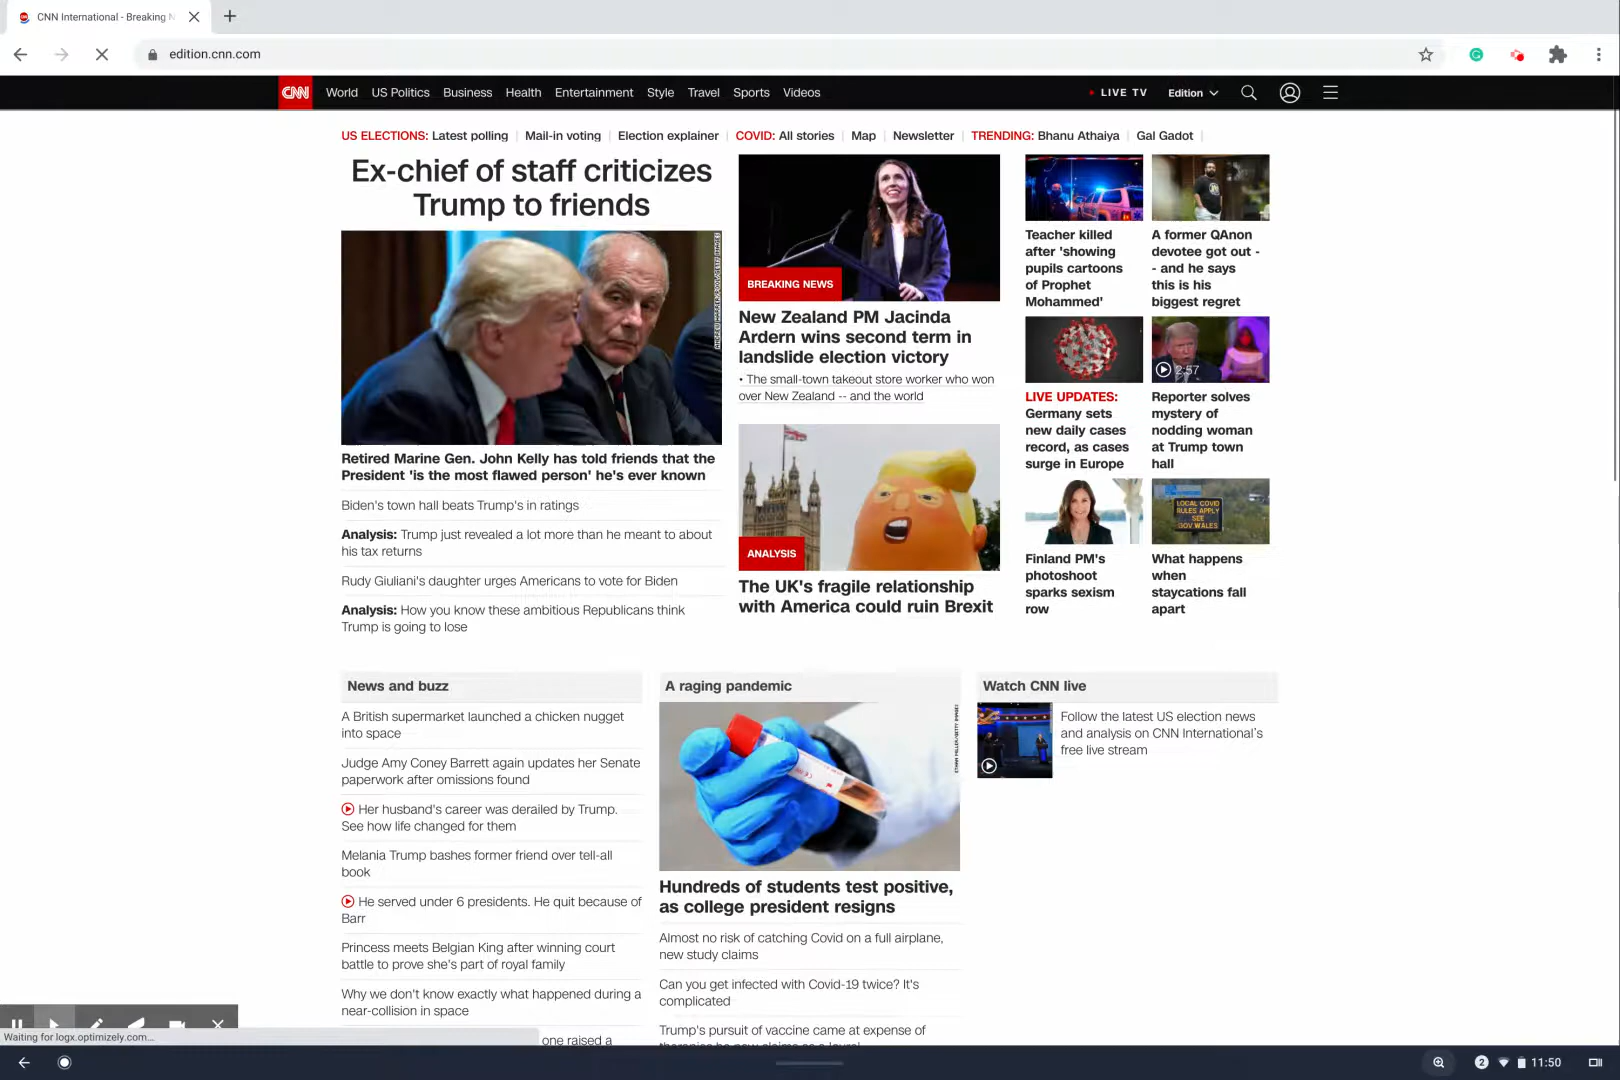 CNN International - Breaking N
edition.cnn.com
CNN World US Politics Business Health Entertainment Style Travel Sports Videos LIVE TV Edition
US ELECTIONS: Latest polling Mail-in voting Election explainer COVID: All stories Map Newsletter TRENDING: Bhanu Athaiya Gal Gadot
Ex-chief of staff criticizes
Trump to friends
Retired Marine Gen. John Kelly has told friends that the
President 'is the most flawed person' he's ever known
Biden's town hall beats Trump's in ratings
Analysis: Trump just revealed a lot more than he meant to about
his tax returns
Rudy Giuliani's daughter urges Americans to vote for Biden
Analysis: How you know these ambitious Republicans think
Trump is going to lose
BREAKING NEWS
New Zealand PM Jacinda
Ardern wins second term in
landslide election victory
• The small-town takeout store worker who won
over New Zealand -- and the world
ANALYSIS
The UK's fragile relationship
with America could ruin Brexit
Teacher killed
after 'showing
pupils cartoons
of Prophet
Mohammed'
A former QAnon
devotee got out -
- and he says
this is his
biggest regret
LIVE UPDATES:
Germany sets
new daily cases
record, as cases
surge in Europe
2:57
Reporter solves
mystery of
nodding woman
at Trump town
hall
Finland PM's
photoshoot
sparks sexism
row
LOCAL COVID
RULES APPLY
SEE
GOV WALES
What happens
when
staycations fall
apart
News and buzz
A British supermarket launched a chicken nugget
into space
Judge Amy Coney Barrett again updates her Senate
paperwork after omissions found
Her husband's career was derailed by Trump.
See how life changed for them
Melania Trump bashes former friend over tell-all
book
He served under 6 presidents. He quit because of
Barr
Princess meets Belgian King after winning court
battle to prove she's part of royal family
Why we don't know exactly what happened during a
near-collision in space
one raised a
A raging pandemic
Hundreds of students test positive,
as college president resigns
Almost no risk of catching Covid on a full airplane,
new study claims
Can you get infected with Covid-19 twice? It's
complicated
Trump's pursuit of vaccine came at expense of
Watch CNN live
Follow the latest US election news
and analysis on CNN International's
free live stream
Waiting for logx.optimizely.com...
2 11:50